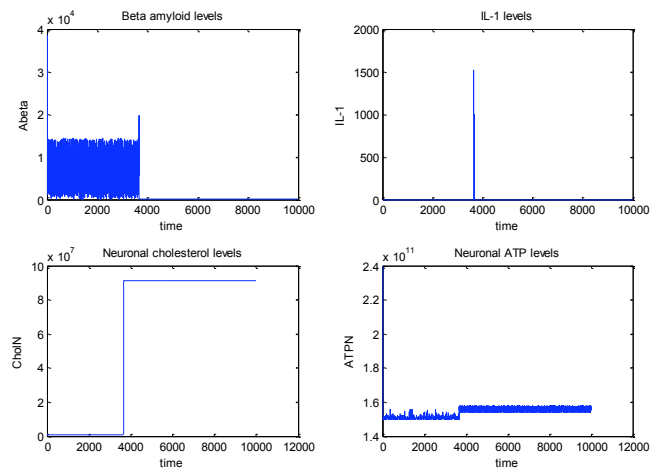 Beta amyloid levels
x 10^4
4
3
2
1
0
Abeta
0 2000 4000 6000 8000 10000
time
IL-1 levels
2000
1500
1000
500
0
IL-1
0 2000 4000 6000 8000 10000
time
Neuronal cholesterol levels
x 10^7
10
8
6
4
2
0
CholN
0 2000 4000 6000 8000 10000 12000
time
Neuronal ATP levels
x 10^11
2.4
2.2
2
1.8
1.6
1.4
ATPN
0 2000 4000 6000 8000 10000 12000
time